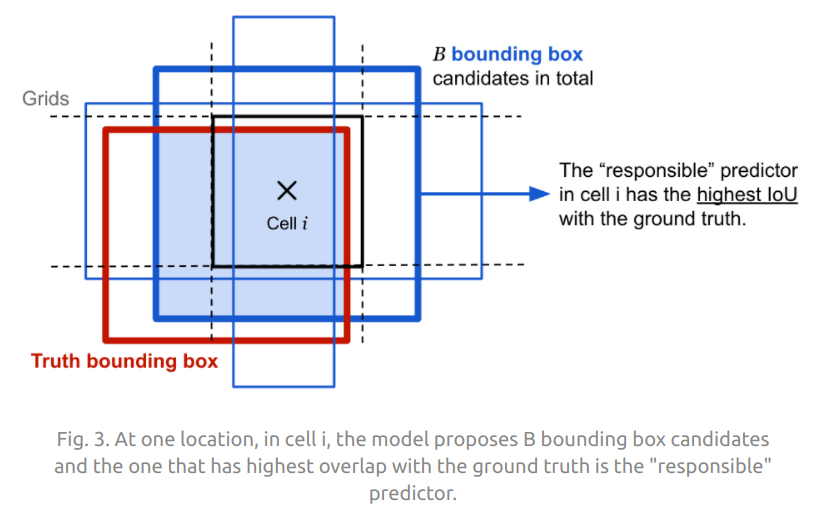 B bounding box
candidates in total
Grids
The “responsible” predictor
in cell i has the highest IoU
with the ground truth.
Cell i
Truth bounding box
Fig. 3. At one location, in cell i, the model proposes B bounding box candidates
and the one that has highest overlap with the ground truth is the "responsible"
predictor.